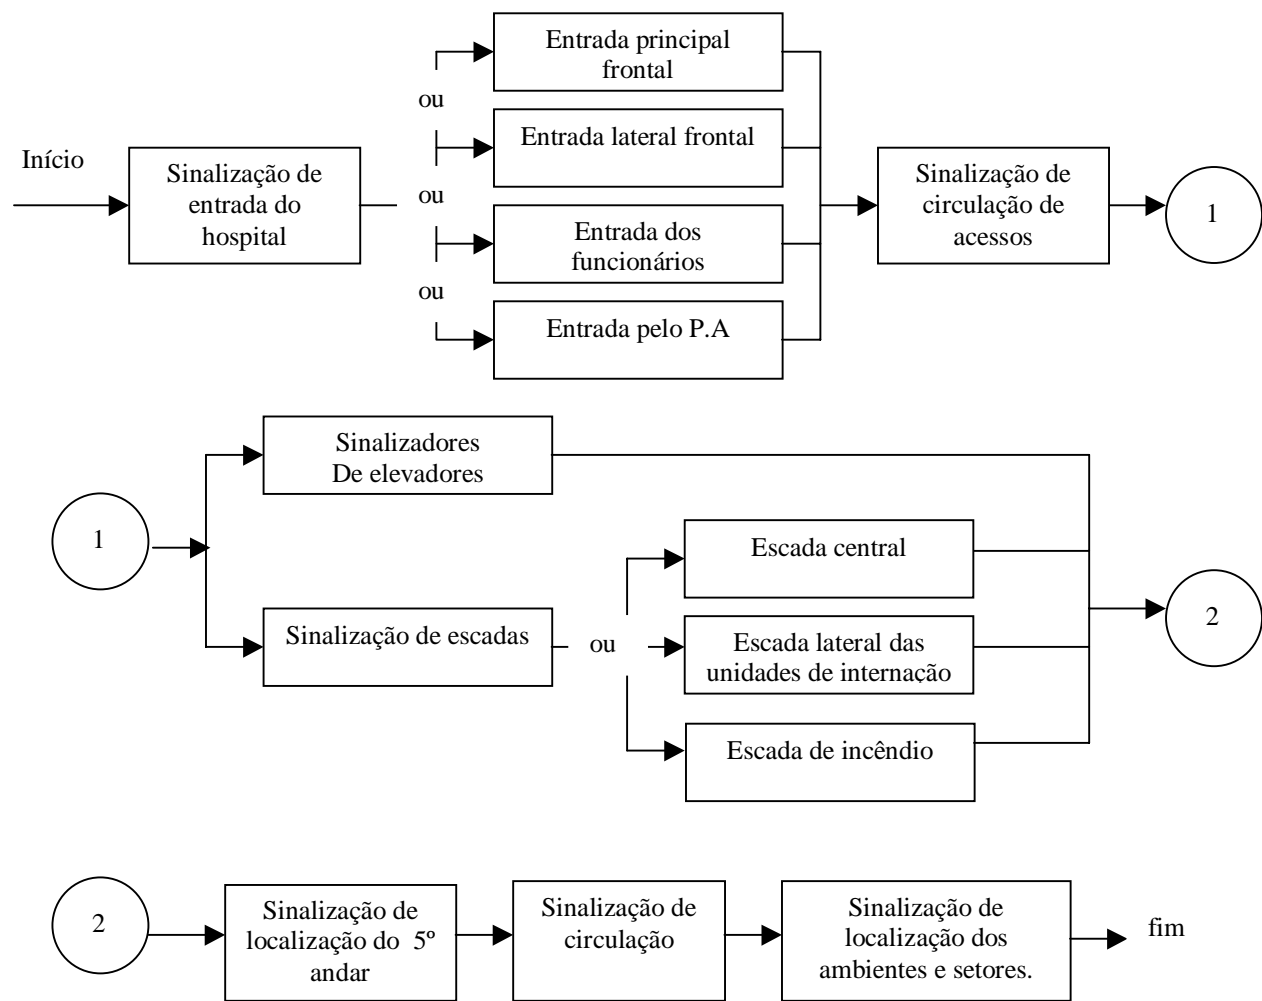 Início
Sinalização de
entrada do
hospital
ou
ou
ou
Entrada principal
frontal
Entrada lateral frontal
Entrada dos
funcionários
Entrada pelo P.A
Sinalização de
circulação de
acessos
1
1
Sinalizadores
De elevadores
Sinalização de escadas
ou
Escada central
Escada lateral das
unidades de internação
Escada de incêndio
2
2
Sinalização de
localização do 5º
andar
Sinalização de
circulação
Sinalização de
localização dos
ambientes e setores.
fim